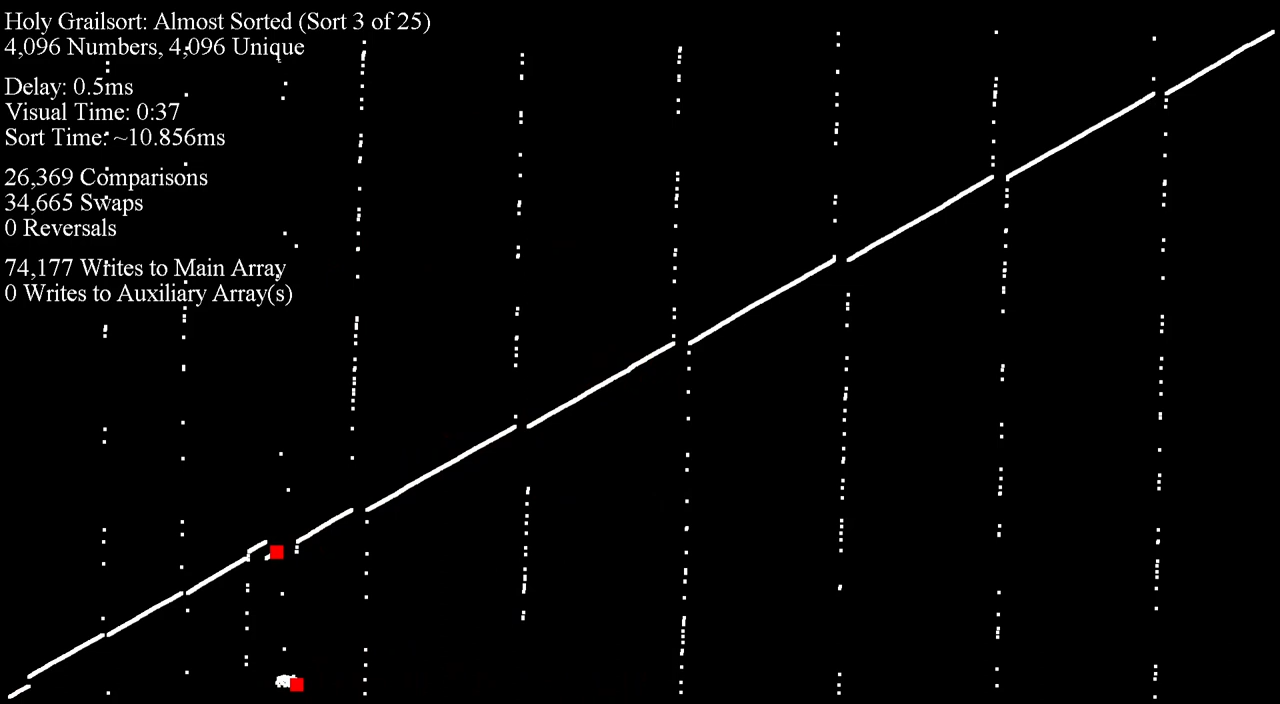 Holy Grailsort: Almost Sorted (Sort 3 of 25)
4,096 Numbers, 4,096 Unique
Delay: 0.5ms
Visual Time: 0:37
Sort Time: ~10.856ms
26,369 Comparisons
34,665 Swaps
0 Reversals
74,177 Writes to Main Array
0 Writes to Auxiliary Array(s)